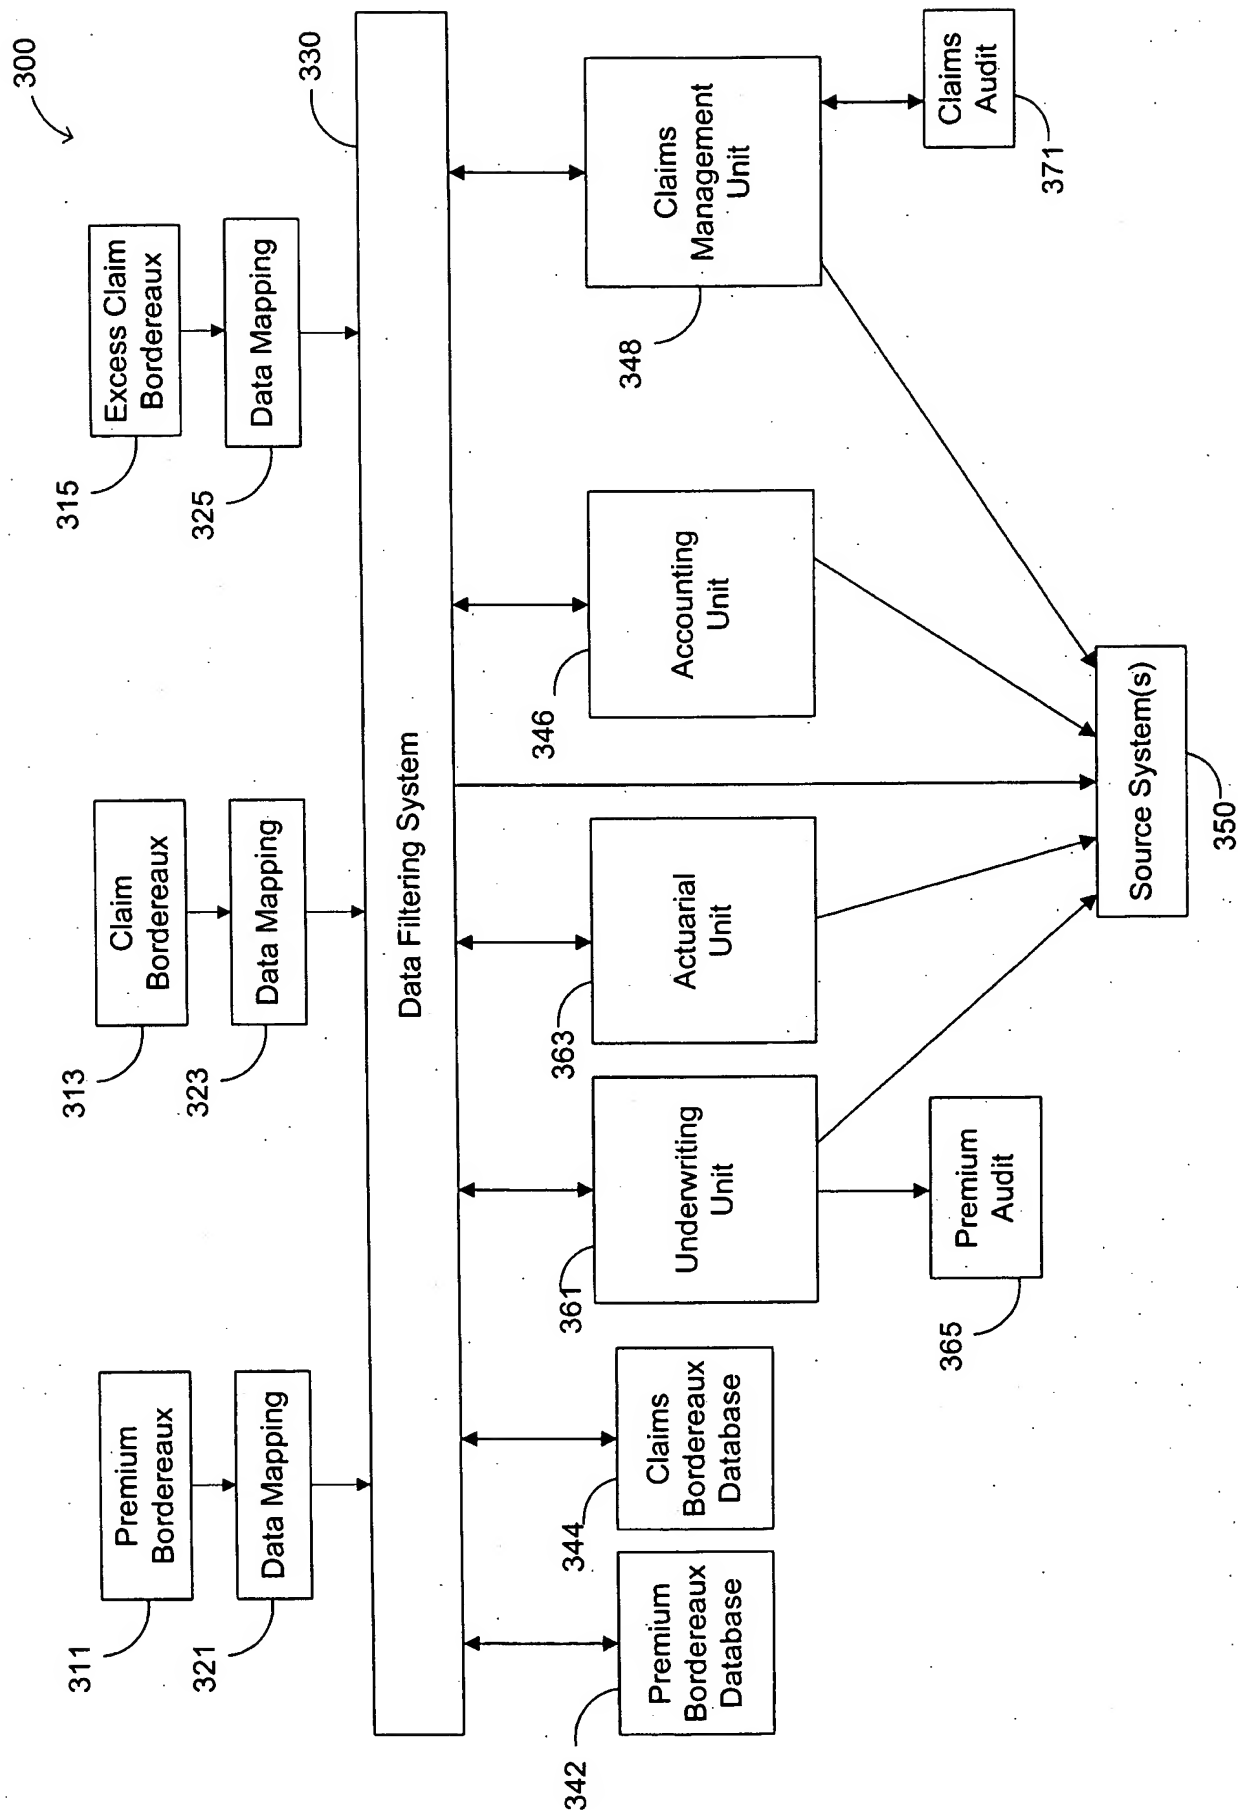 300
Premium
Bordereaux
311
Claim
Bordereaux
313
Excess Claim
Bordereaux
315
Data Mapping
321
Data Mapping
323
Data Mapping
325
330
Data Filtering System
Premium
Bordereaux
Database
342
Claims
Bordereaux
Database
344
Underwriting
Unit
361
Actuarial
Unit
363
Accounting
Unit
346
Claims
Management
Unit
348
Premium
Audit
365
Claims
Audit
371
Source System(s)
350